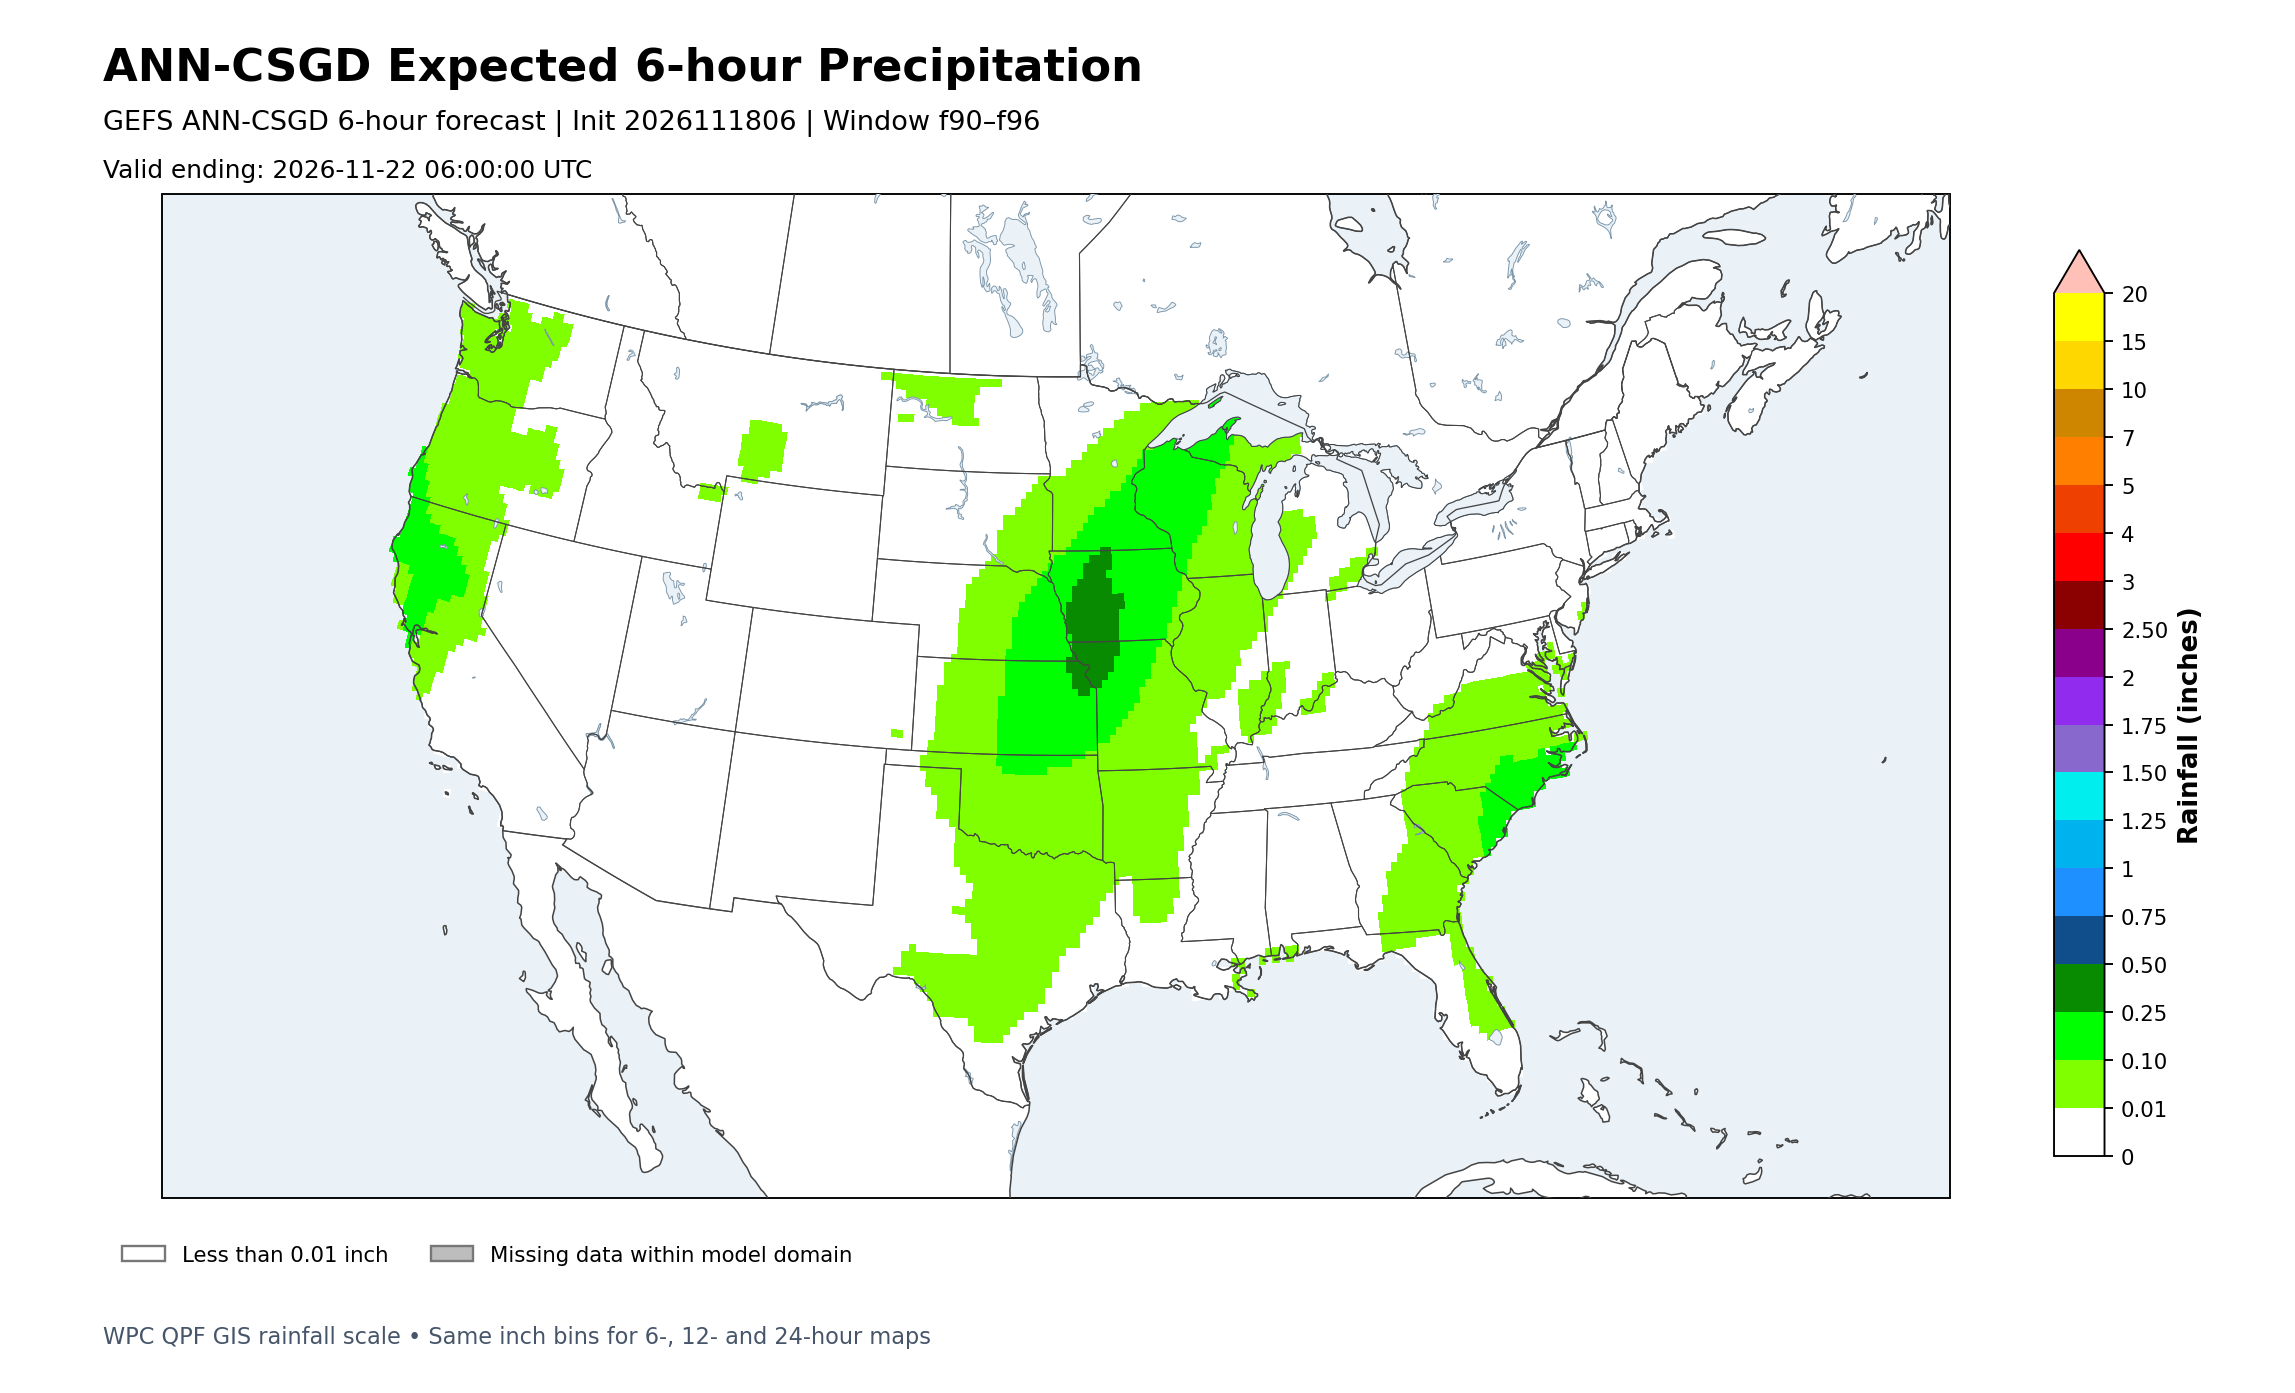 ANN-CSGD Expected 6-hour Precipitation
GEFS ANN-CSGD 6-hour forecast | Init 2026111806 | Window f90–f96
Valid ending: 2026-11-22 06:00:00 UTC
20
15
10
7
5
4
3
2.50
2
1.75
1.50
1.25
1
0.75
0.50
0.25
0.10
0.01
0
Rainfall (inches)
Less than 0.01 inch
Missing data within model domain
WPC QPF GIS rainfall scale • Same inch bins for 6-, 12- and 24-hour maps